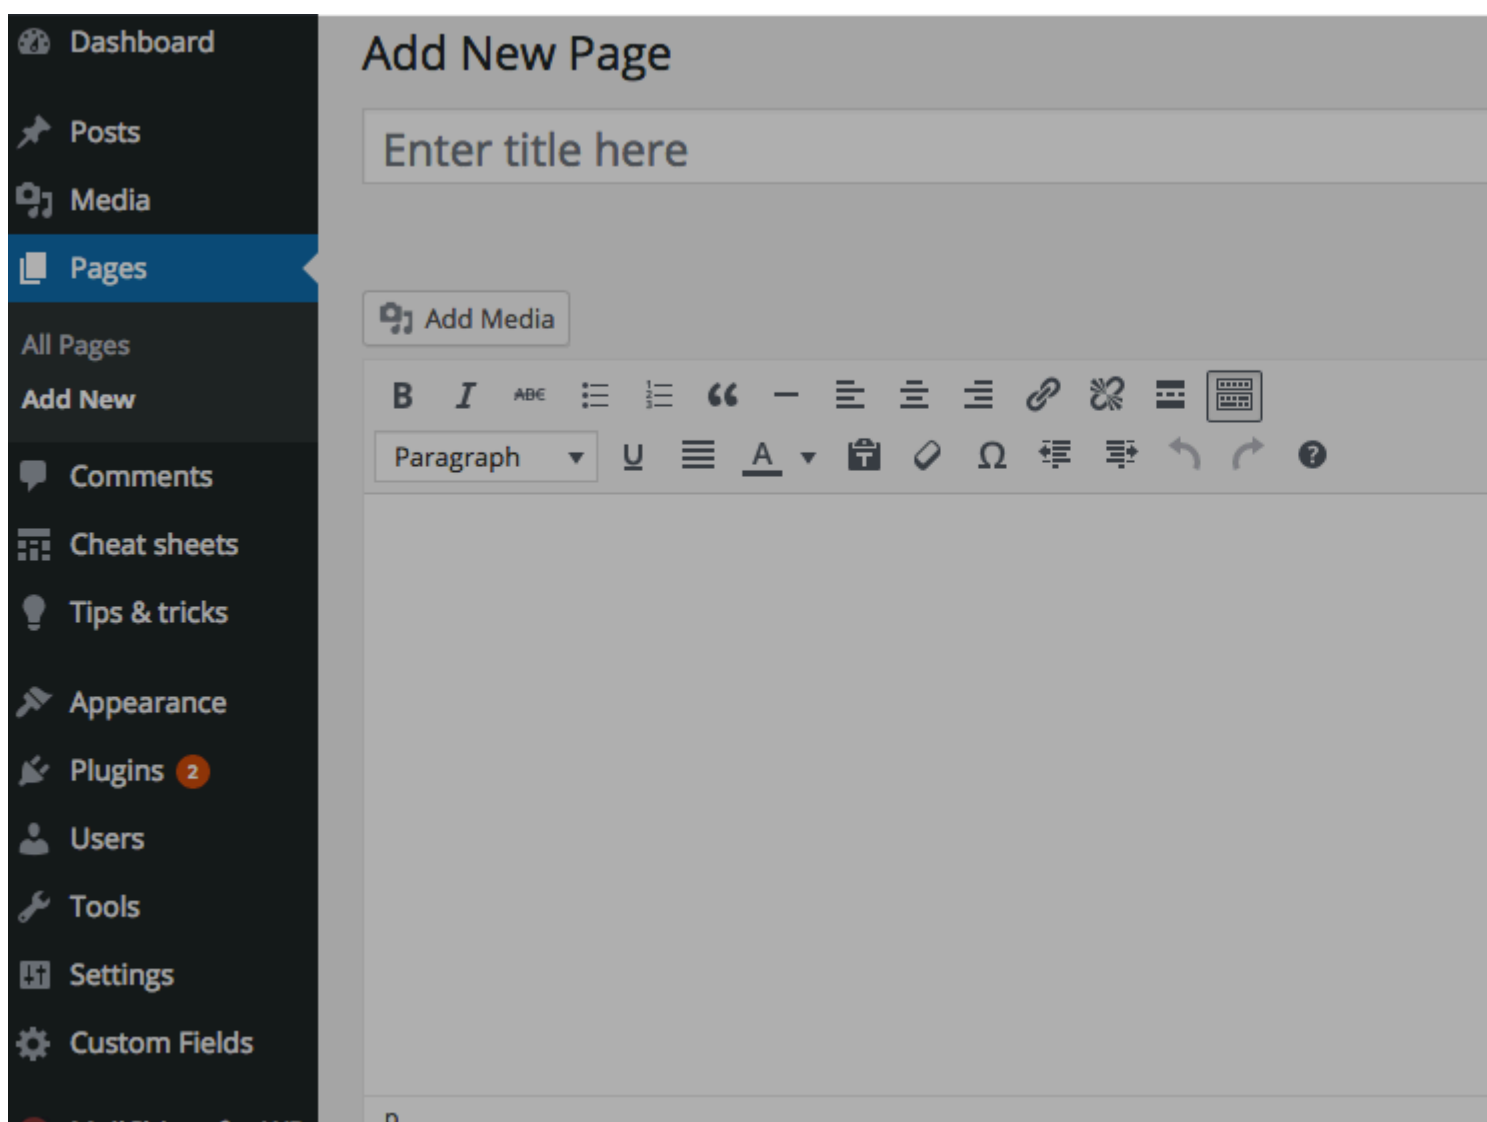 Dashboard
Posts
Media
Pages
All Pages
Add New
Comments
Cheat sheets
Tips & tricks
Appearance
Plugins 2
Users
Tools
Settings
Custom Fields
Add New Page
Enter title here
Add Media
B I ABC
Paragraph U A T Ω ?